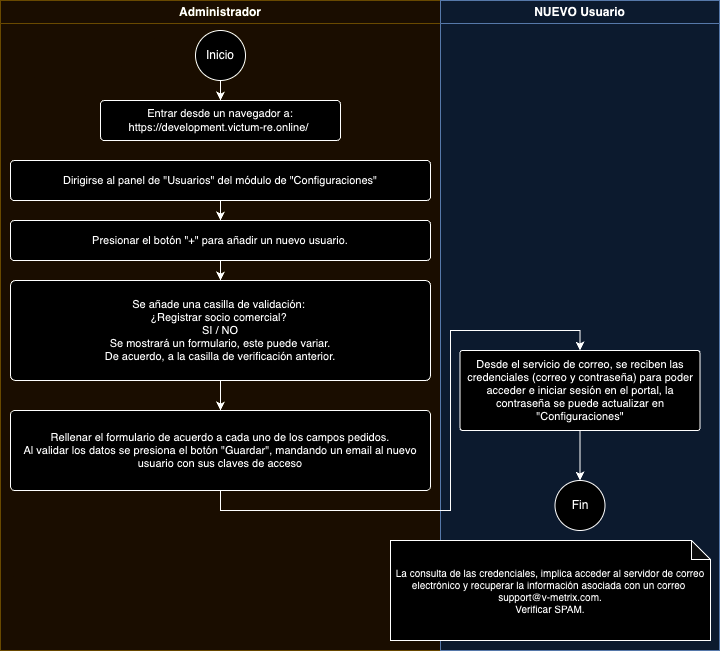 Administrador
NUEVO Usuario
Inicio
Entrar desde un navegador a:
https://development.victum-re.online/
Dirigirse al panel de "Usuarios" del módulo de "Configuraciones"
Presionar el botón "+" para añadir un nuevo usuario.
Se añade una casilla de validación:
¿Registrar socio comercial?
SI / NO
Se mostrará un formulario, este puede variar.
De acuerdo, a la casilla de verificación anterior.
Rellenar el formulario de acuerdo a cada uno de los campos pedidos.
Al validar los datos se presiona el botón "Guardar", mandando un email al nuevo
usuario con sus claves de acceso
Desde el servicio de correo, se reciben las
credenciales (correo y contraseña) para poder
acceder e iniciar sesión en el portal, la
contraseña se puede actualizar en
"Configuraciones"
Fin
La consulta de las credenciales, implica acceder al servidor de correo
electrónico y recuperar la información asociada con un correo
support@v-metrix.com.
Verificar SPAM.